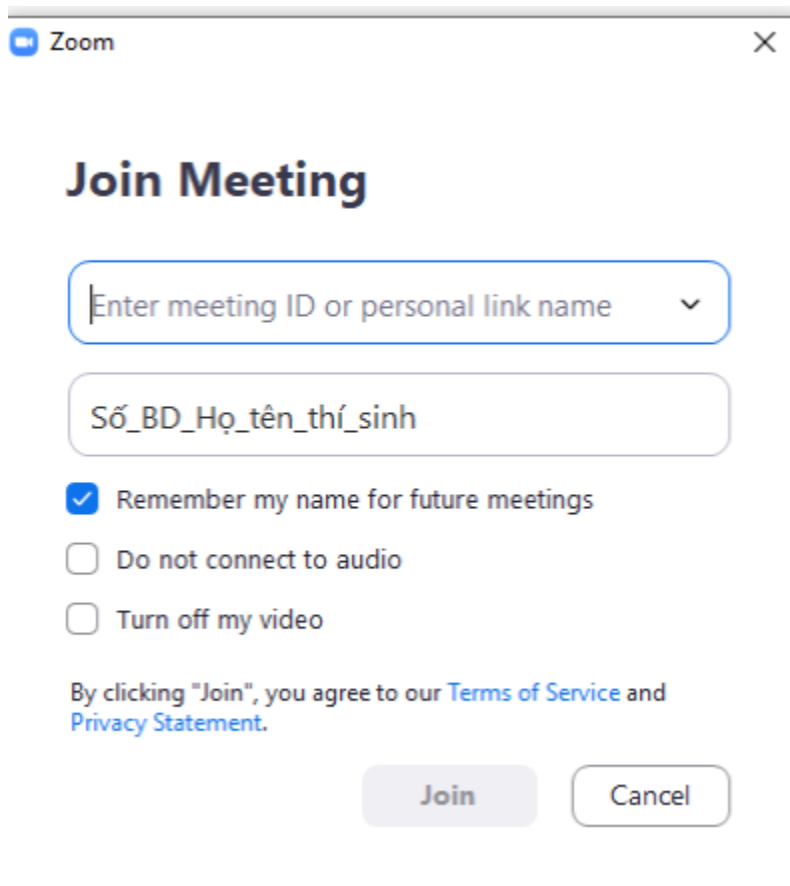 Zoom
Join Meeting
Enter meeting ID or personal link name
Số_BD_Họ_tên_thí_sinh
Remember my name for future meetings
Do not connect to audio
Turn off my video
By clicking "Join", you agree to our Terms of Service and
Privacy Statement.
Join Cancel